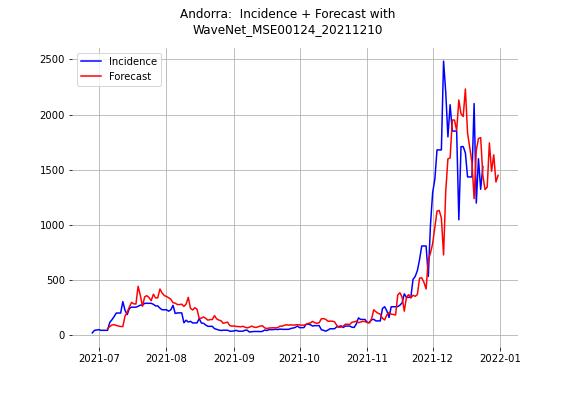 Andorra:  Incidence + Forecast with
WaveNet_MSE00124_20211210
Incidence
Forecast
2500
2000
1500
1000
500
0
2021-07 2021-08 2021-09 2021-10 2021-11 2021-12 2022-01